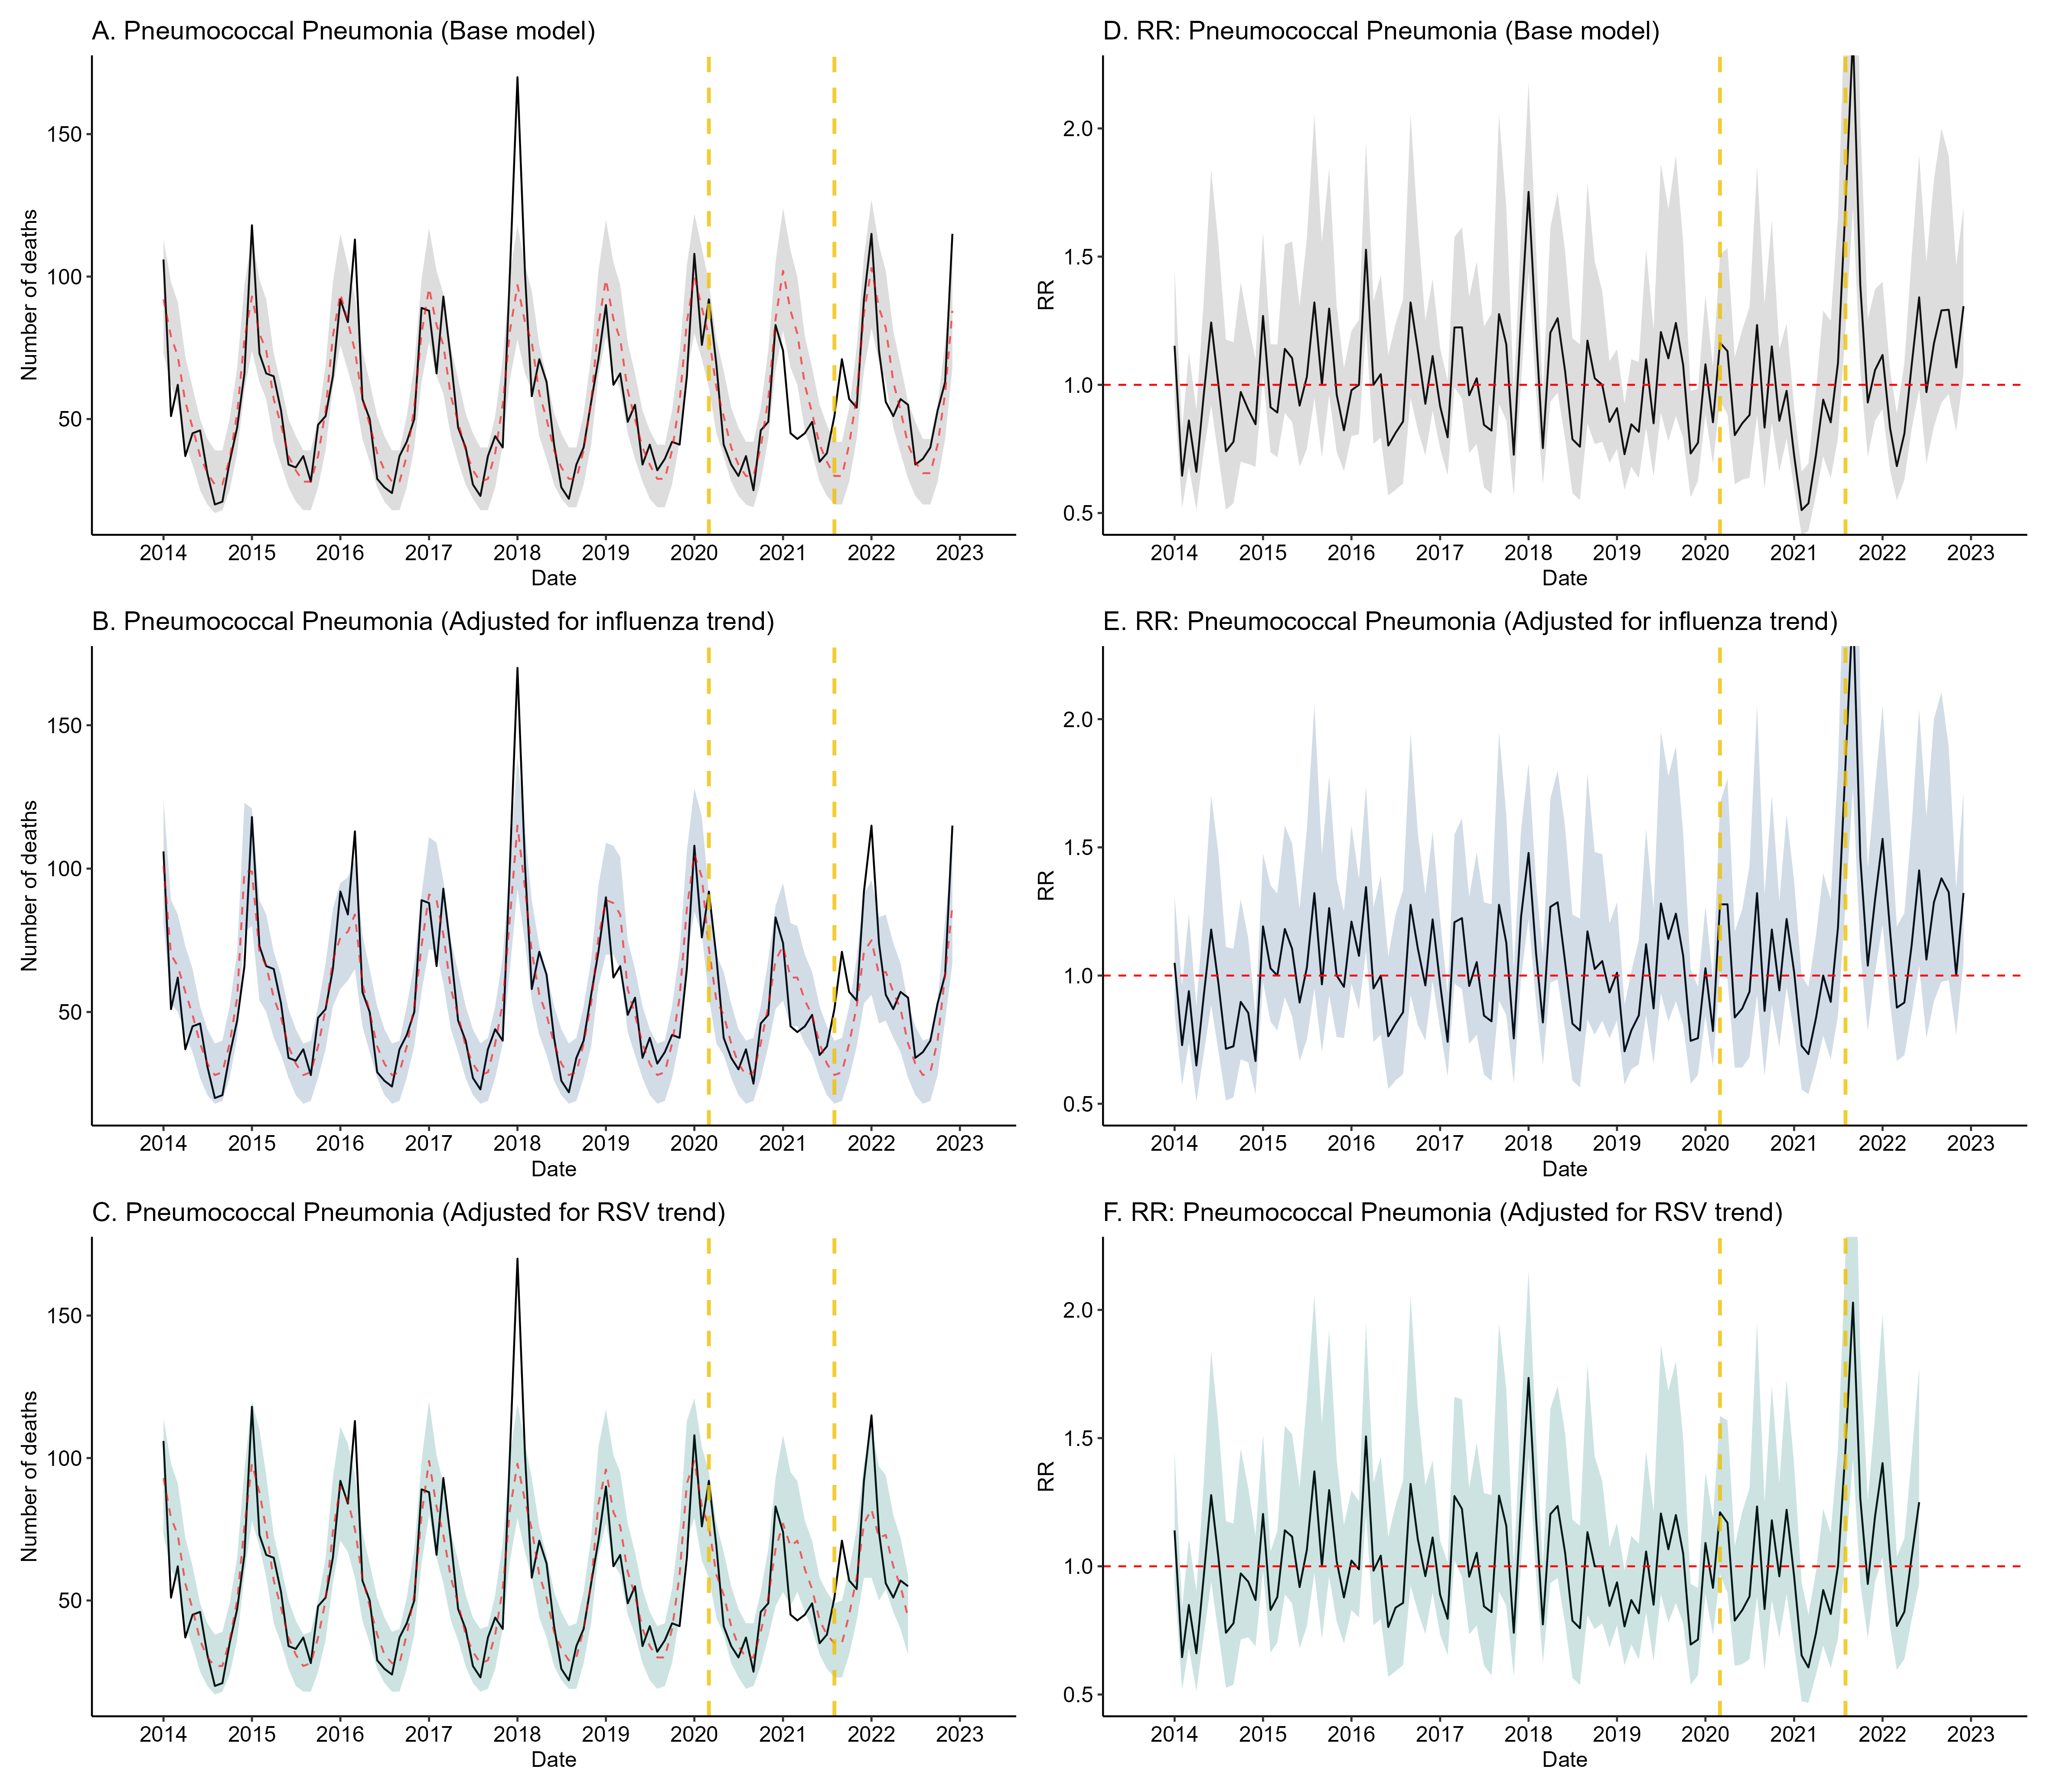 A. Pneumococcal Pneumonia (Base model)
Number of deaths
150
100
50
2014 2015 2016 2017 2018 2019 2020 2021 2022 2023
Date
D. RR: Pneumococcal Pneumonia (Base model)
RR
2.0
1.5
1.0
0.5
2014 2015 2016 2017 2018 2019 2020 2021 2022 2023
Date
B. Pneumococcal Pneumonia (Adjusted for influenza trend)
Number of deaths
150
100
50
2014 2015 2016 2017 2018 2019 2020 2021 2022 2023
Date
E. RR: Pneumococcal Pneumonia (Adjusted for influenza trend)
RR
2.0
1.5
1.0
0.5
2014 2015 2016 2017 2018 2019 2020 2021 2022 2023
Date
C. Pneumococcal Pneumonia (Adjusted for RSV trend)
Number of deaths
150
100
50
2014 2015 2016 2017 2018 2019 2020 2021 2022 2023
Date
F. RR: Pneumococcal Pneumonia (Adjusted for RSV trend)
RR
2.0
1.5
1.0
0.5
2014 2015 2016 2017 2018 2019 2020 2021 2022 2023
Date